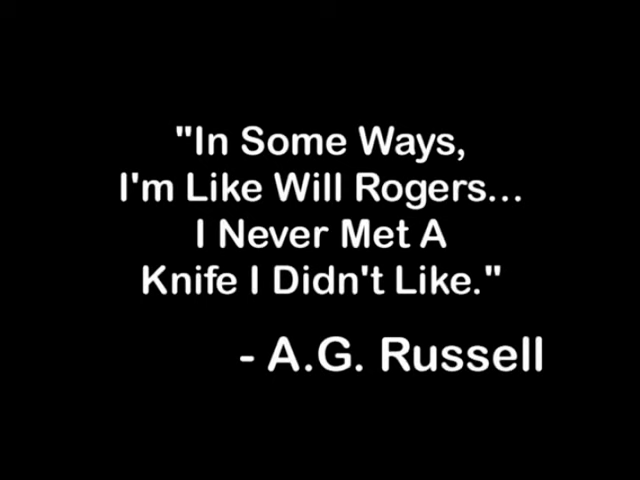 "In Some Ways,
I'm Like Will Rogers...
I Never Met A
Knife I Didn't Like."
- A.G. Russell